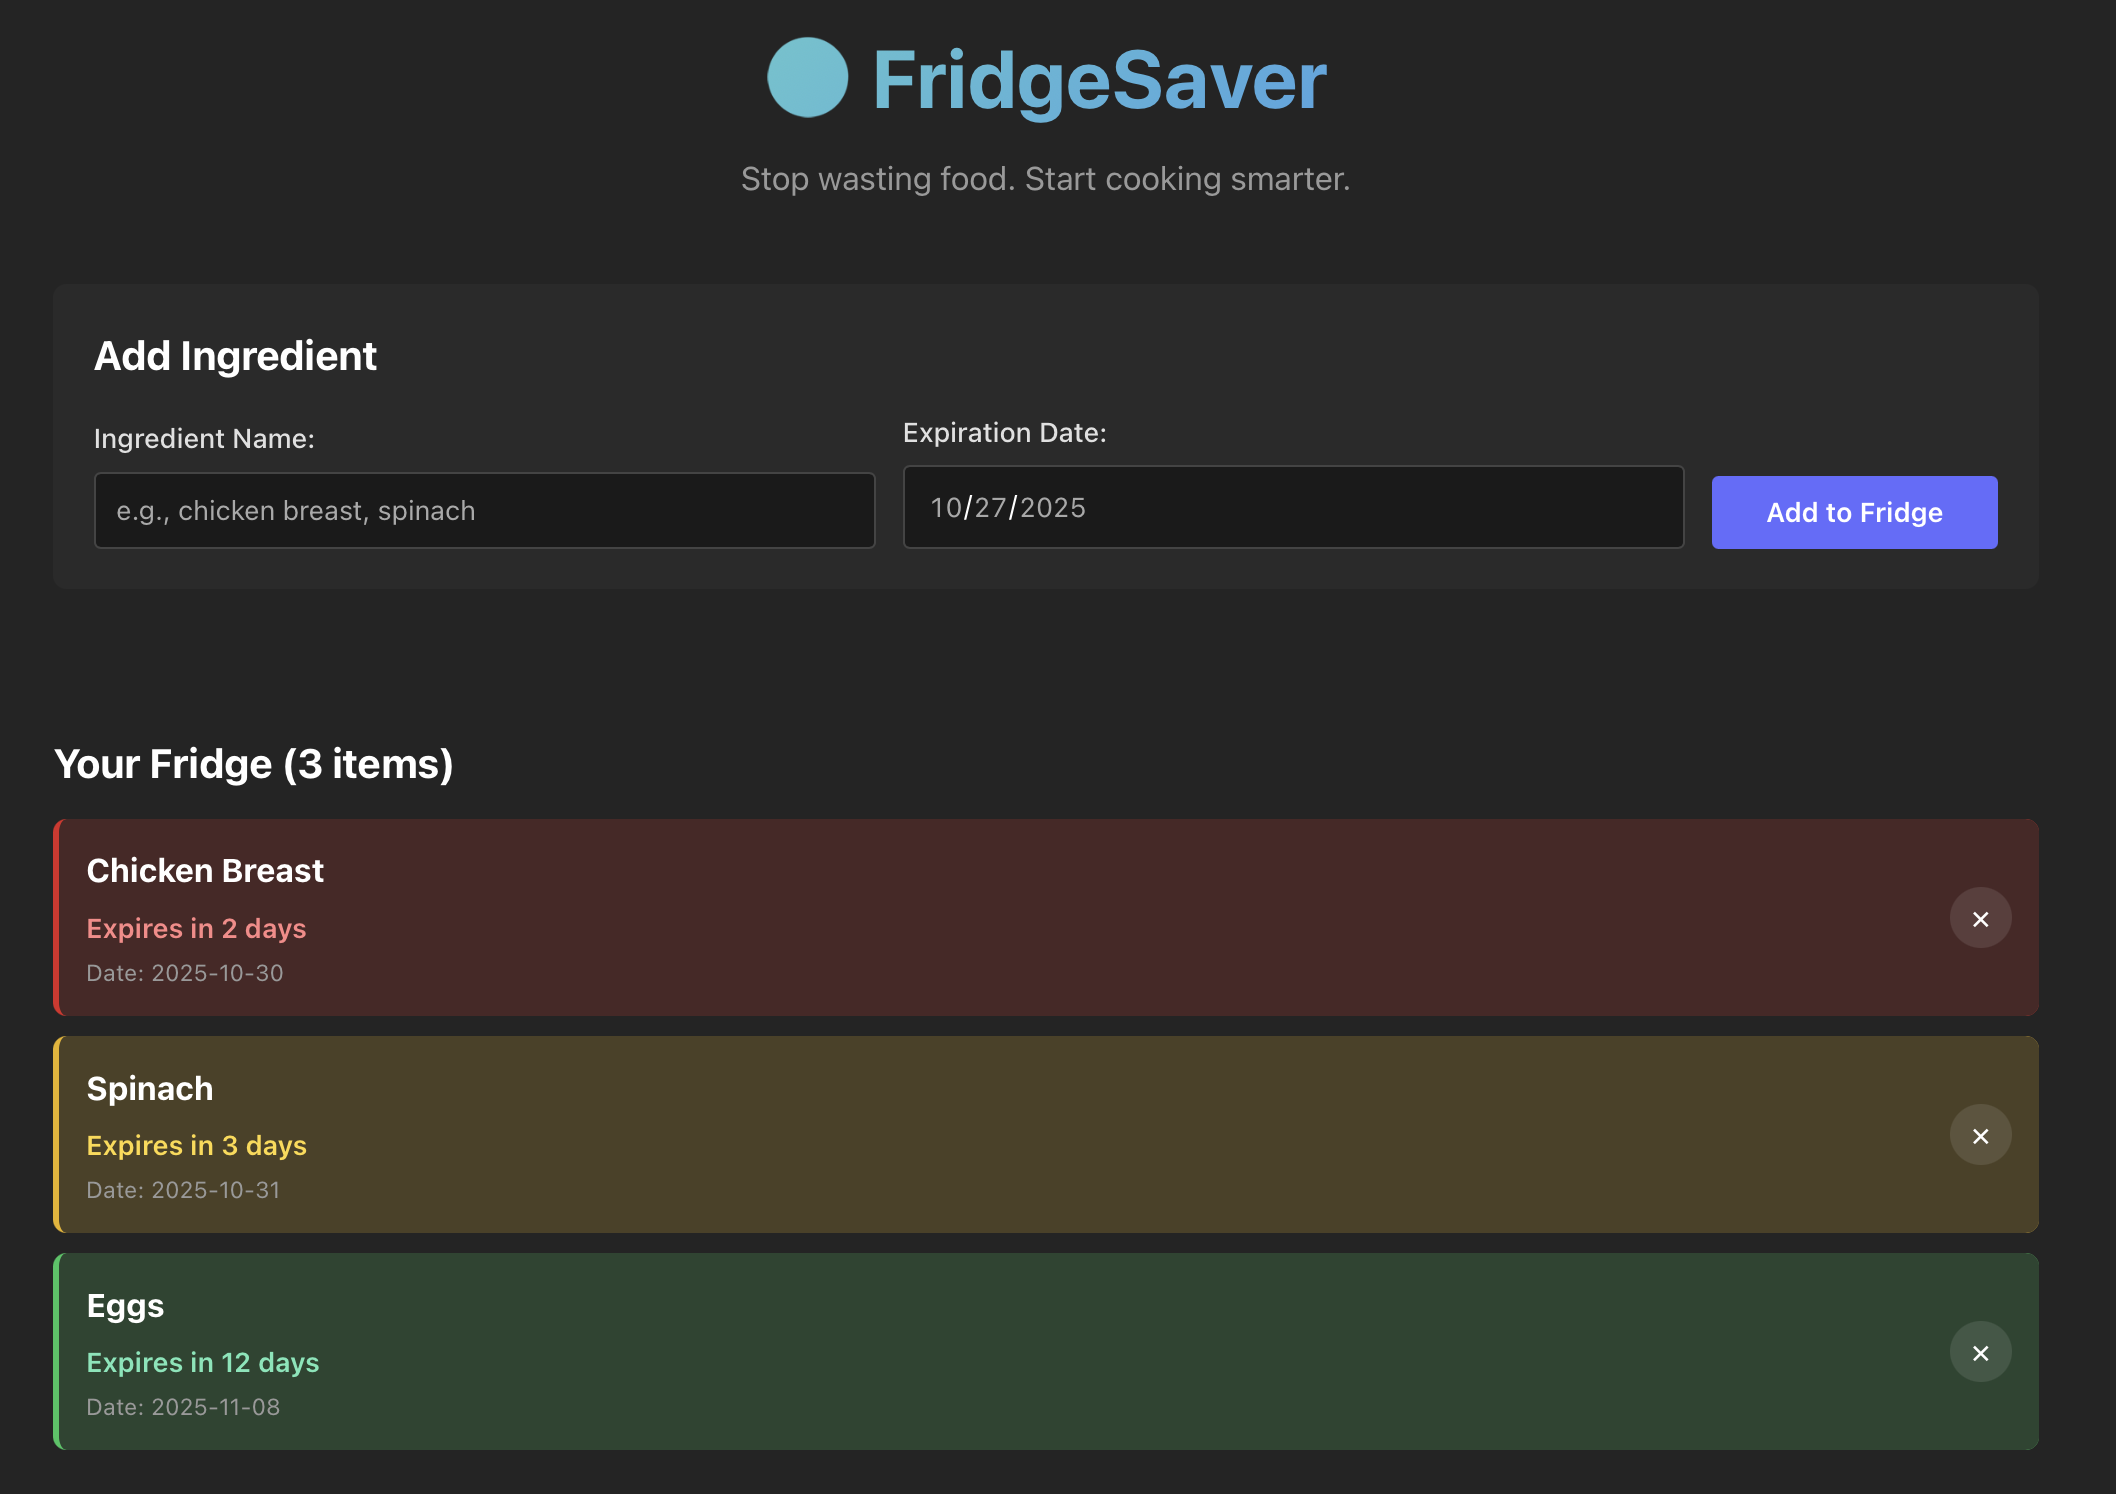 FridgeSaver
Stop wasting food. Start cooking smarter.
Add Ingredient
Ingredient Name:
e.g., chicken breast, spinach
Expiration Date:
10/27/2025
Add to Fridge
Your Fridge (3 items)
Chicken Breast
Expires in 2 days
Date: 2025-10-30
×
Spinach
Expires in 3 days
Date: 2025-10-31
×
Eggs
Expires in 12 days
Date: 2025-11-08
×